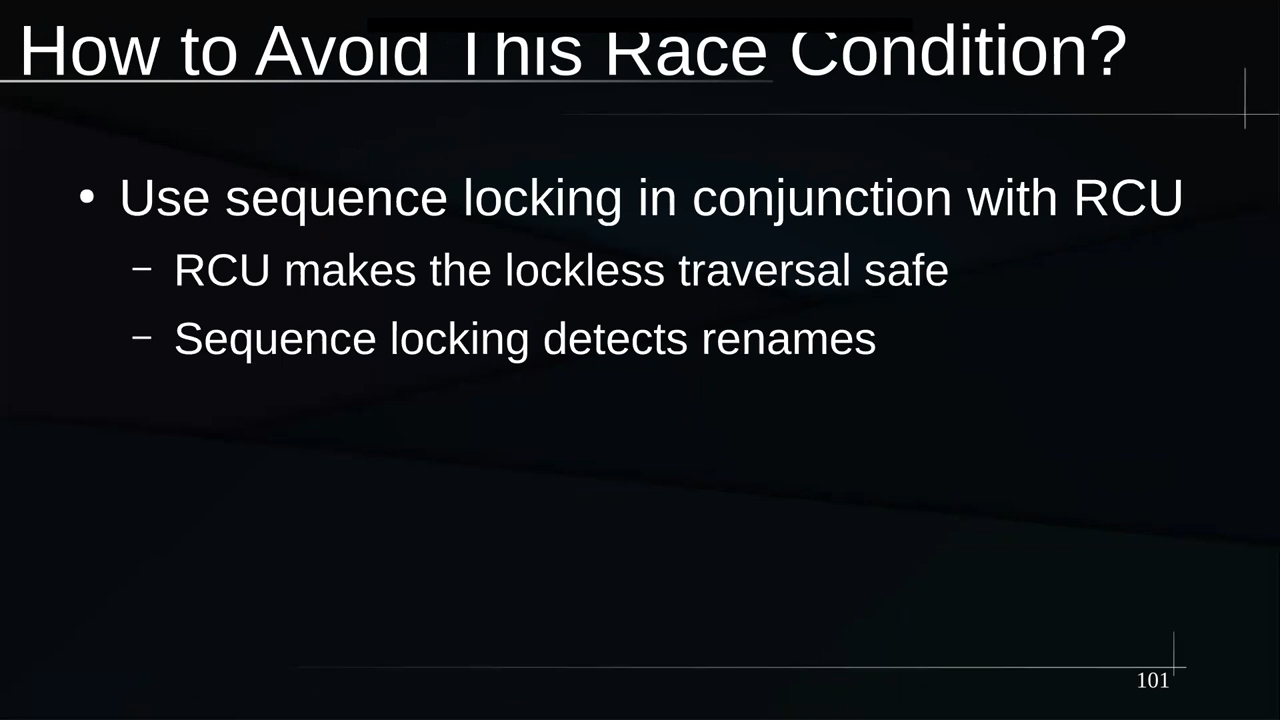 How to Avoid This Race Condition?
• Use sequence locking in conjunction with RCU
– RCU makes the lockless traversal safe
– Sequence locking detects renames
101